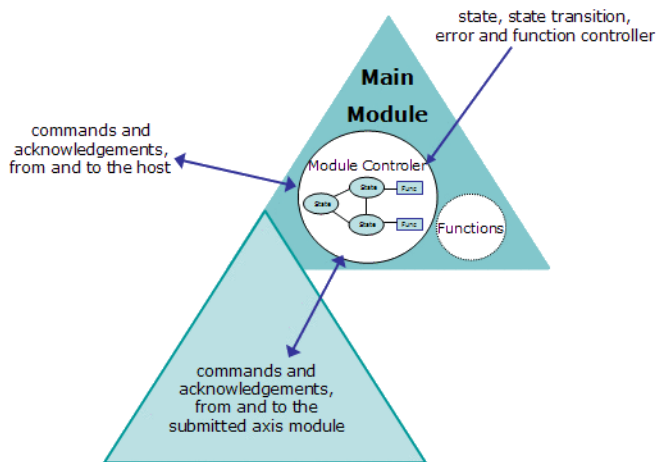 state, state transition,
error and function controller
Main
Module
commands and
acknowledgements,
from and to the host
Module Controler
State
Func
State
State
Func
Functions
commands and
acknowledgements,
from and to the
submitted axis module